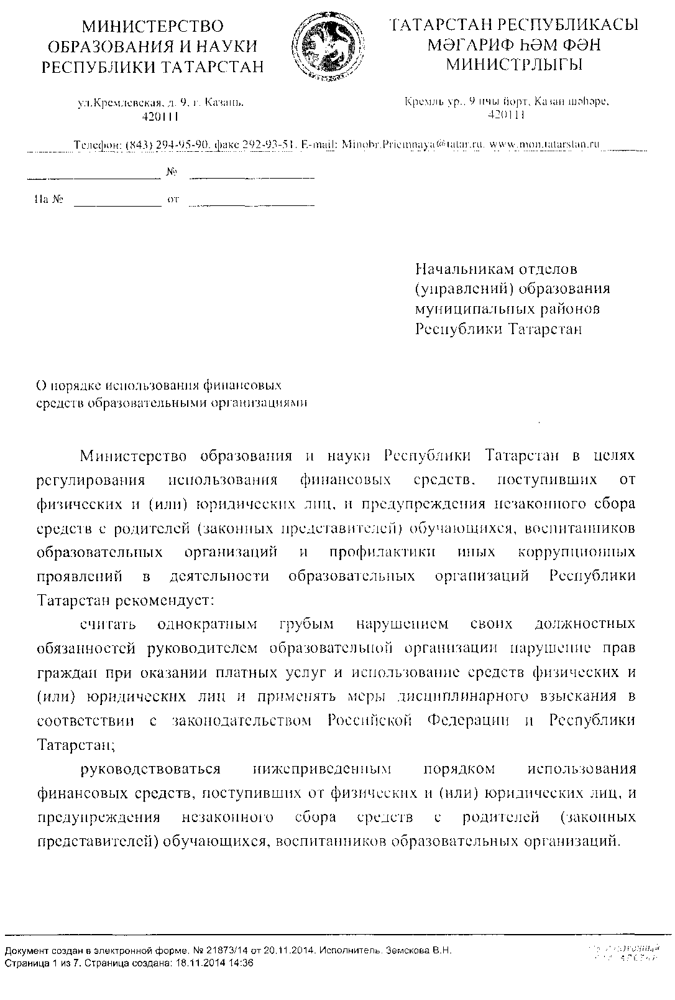 МИНИСТЕРСТВО
ОБРАЗОВАНИЯ И НАУКИ
РЕСПУБЛИКИ ТАТАРСТАН
ТАТАРСТАН РЕСПУБЛИКАСЫ
МӘГАРИФ ҺӘМ ФӘН
МИНИСТРЛЫГЫ
ул.Кремлевская, д. 9, г. Казань,
420111
Кремль ур., 9 нчы йорт, Казан шәһәре,
420111
Телефон: (843) 294-95-90, факс 292-93-51, E-mail: Minobr.Priemnaya@tatar.ru, www.mon.tatarstan.ru
№
На № от
Начальникам отделов
(управлений) образования
муниципальных районов
Республики Татарстан
О порядке использования финансовых
средств образовательными организациями
Министерство образования и науки Республики Татарстан в целях
регулирования использования финансовых средств, поступивших от
физических и (или) юридических лиц, и предупреждения незаконного сбора
средств с родителей (законных представителей) обучающихся, воспитанников
образовательных организаций и профилактики иных коррупционных
проявлений в деятельности образовательных организаций Республики
Татарстан рекомендует:
считать однократным грубым нарушением своих должностных
обязанностей руководителем образовательной организации нарушение прав
граждан при оказании платных услуг и использование средств физических и
(или) юридических лиц и применять меры дисциплинарного взыскания в
соответствии с законодательством Российской Федерации и Республики
Татарстан;
руководствоваться нижеприведенным порядком использования
финансовых средств, поступивших от физических и (или) юридических лиц, и
предупреждения незаконного сбора средств с родителей (законных
представителей) обучающихся, воспитанников образовательных организаций.
Документ создан в электронной форме. № 21873/14 от 20.11.2014. Исполнитель. Земскова В.Н.
Страница 1 из 7. Страница создана: 18.11.2014 14:36